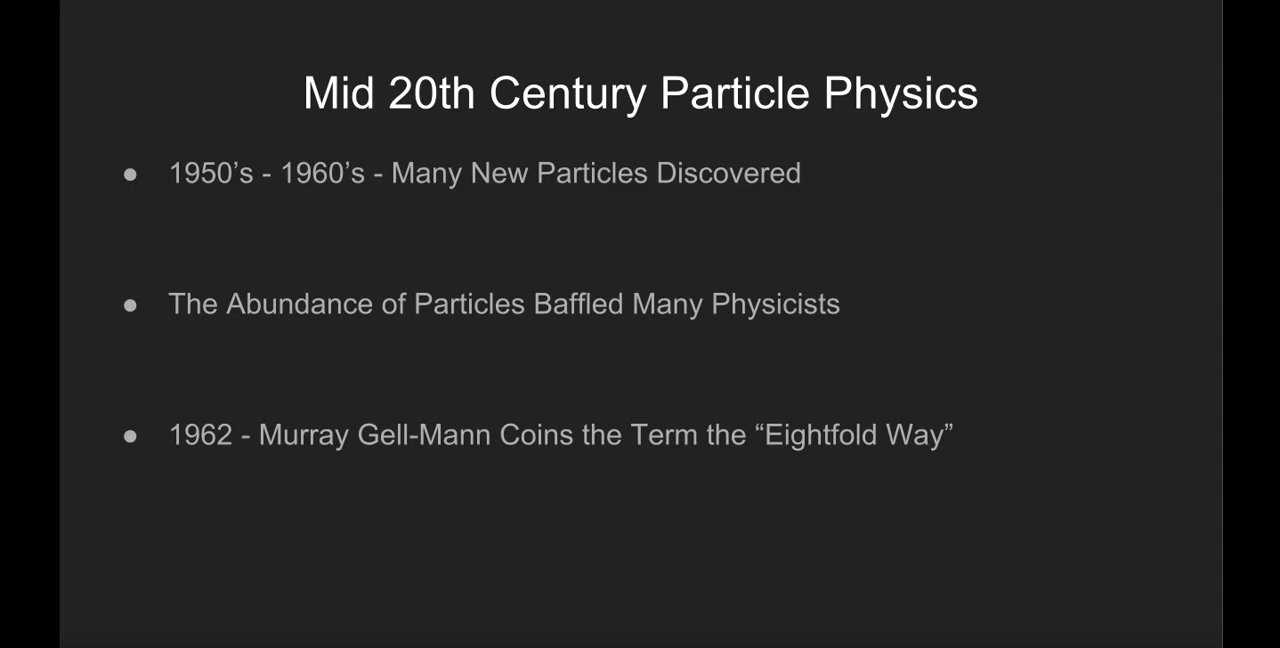 Mid 20th Century Particle Physics
● 1950’s - 1960’s - Many New Particles Discovered
● The Abundance of Particles Baffled Many Physicists
● 1962 - Murray Gell-Mann Coins the Term the “Eightfold Way”